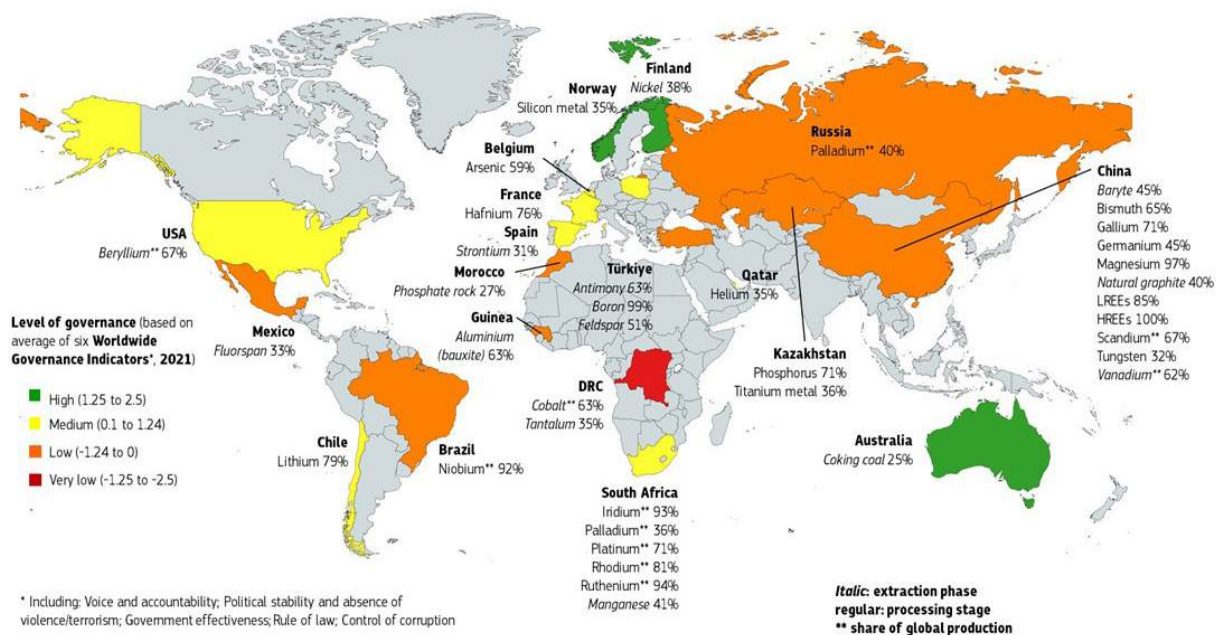 Finland
Nickel 38%
Norway
Silicon metal 35%
Belgium
Arsenic 59%
France
Hafnium 76%
Spain
Strontium 31%
Morocco
Phosphate rock 27%
Russia
Palladium** 40%
China
Baryte 45%
Bismuth 65%
Gallium 71%
Germanium 45%
Magnesium 97%
Natural graphite 40%
LREEs 85%
HREEs 100%
Scandium** 67%
Tungsten 32%
Vanadium** 62%
USA
Beryllium** 67%
Türkiye
Antimony 63%
Boron 99%
Feldspar 51%
Qatar
Helium 35%
Guinea
Aluminium
(bauxite) 63%
Mexico
Fluorspan 33%
Kazakhstan
Phosphorus 71%
Titanium metal 36%
DRC
Cobalt** 63%
Tantalum 35%
Level of governance (based on
average of six Worldwide
Governance Indicators*, 2021)
High (1.25 to 2.5)
Medium (0.1 to 1.24)
Low (-1.24 to 0)
Very low (-1.25 to -2.5)
Chile
Lithium 79%
Brazil
Niobium** 92%
Australia
Coking coal 25%
South Africa
Iridium** 93%
Palladium** 36%
Platinum** 71%
Rhodium** 81%
Ruthenium** 94%
Manganese 41%
* Including: Voice and accountability; Political stability and absence of
violence/terrorism; Government effectiveness; Rule of law; Control of corruption
Italic: extraction phase
regular: processing stage
** share of global production